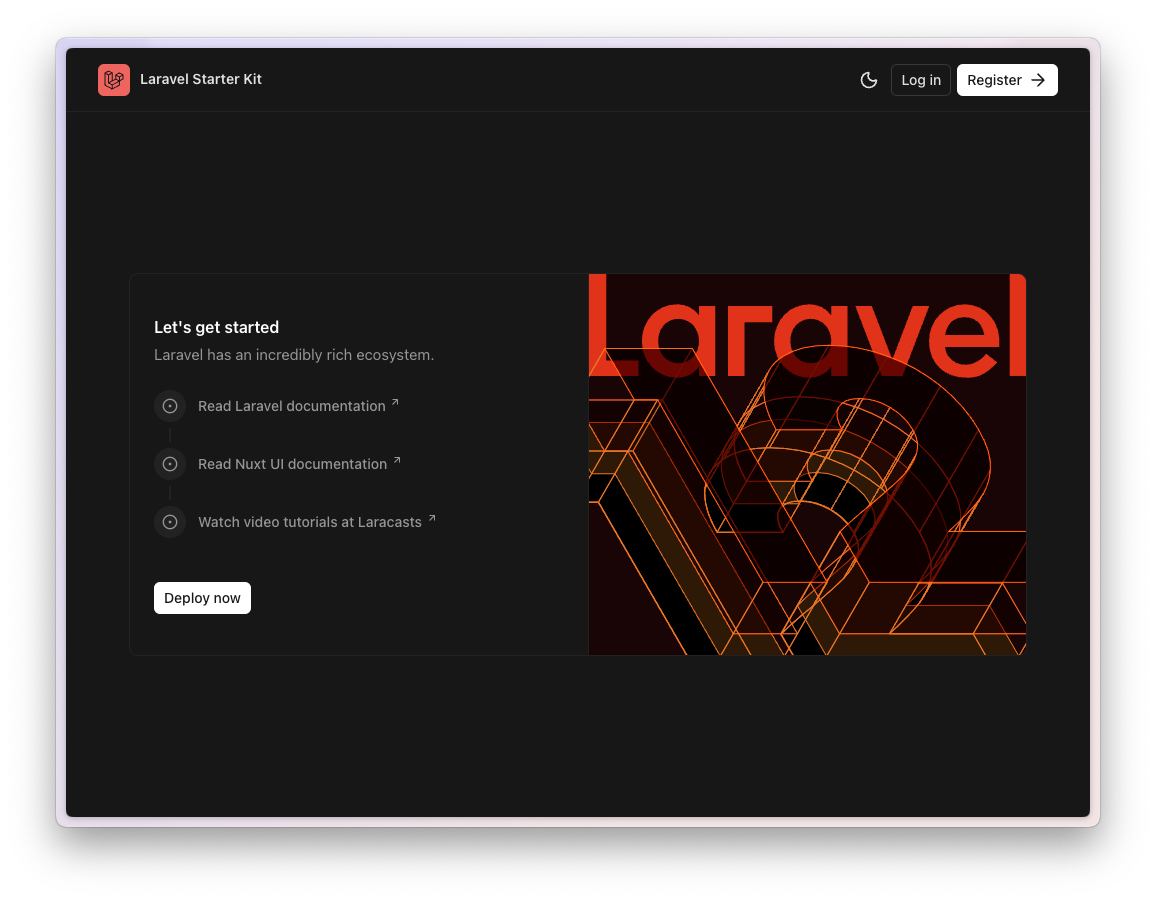 Laravel Starter Kit
Log in
Register
Let's get started
Laravel has an incredibly rich ecosystem.
Read Laravel documentation
Read Nuxt UI documentation
Watch video tutorials at Laracasts
Deploy now
Laravel